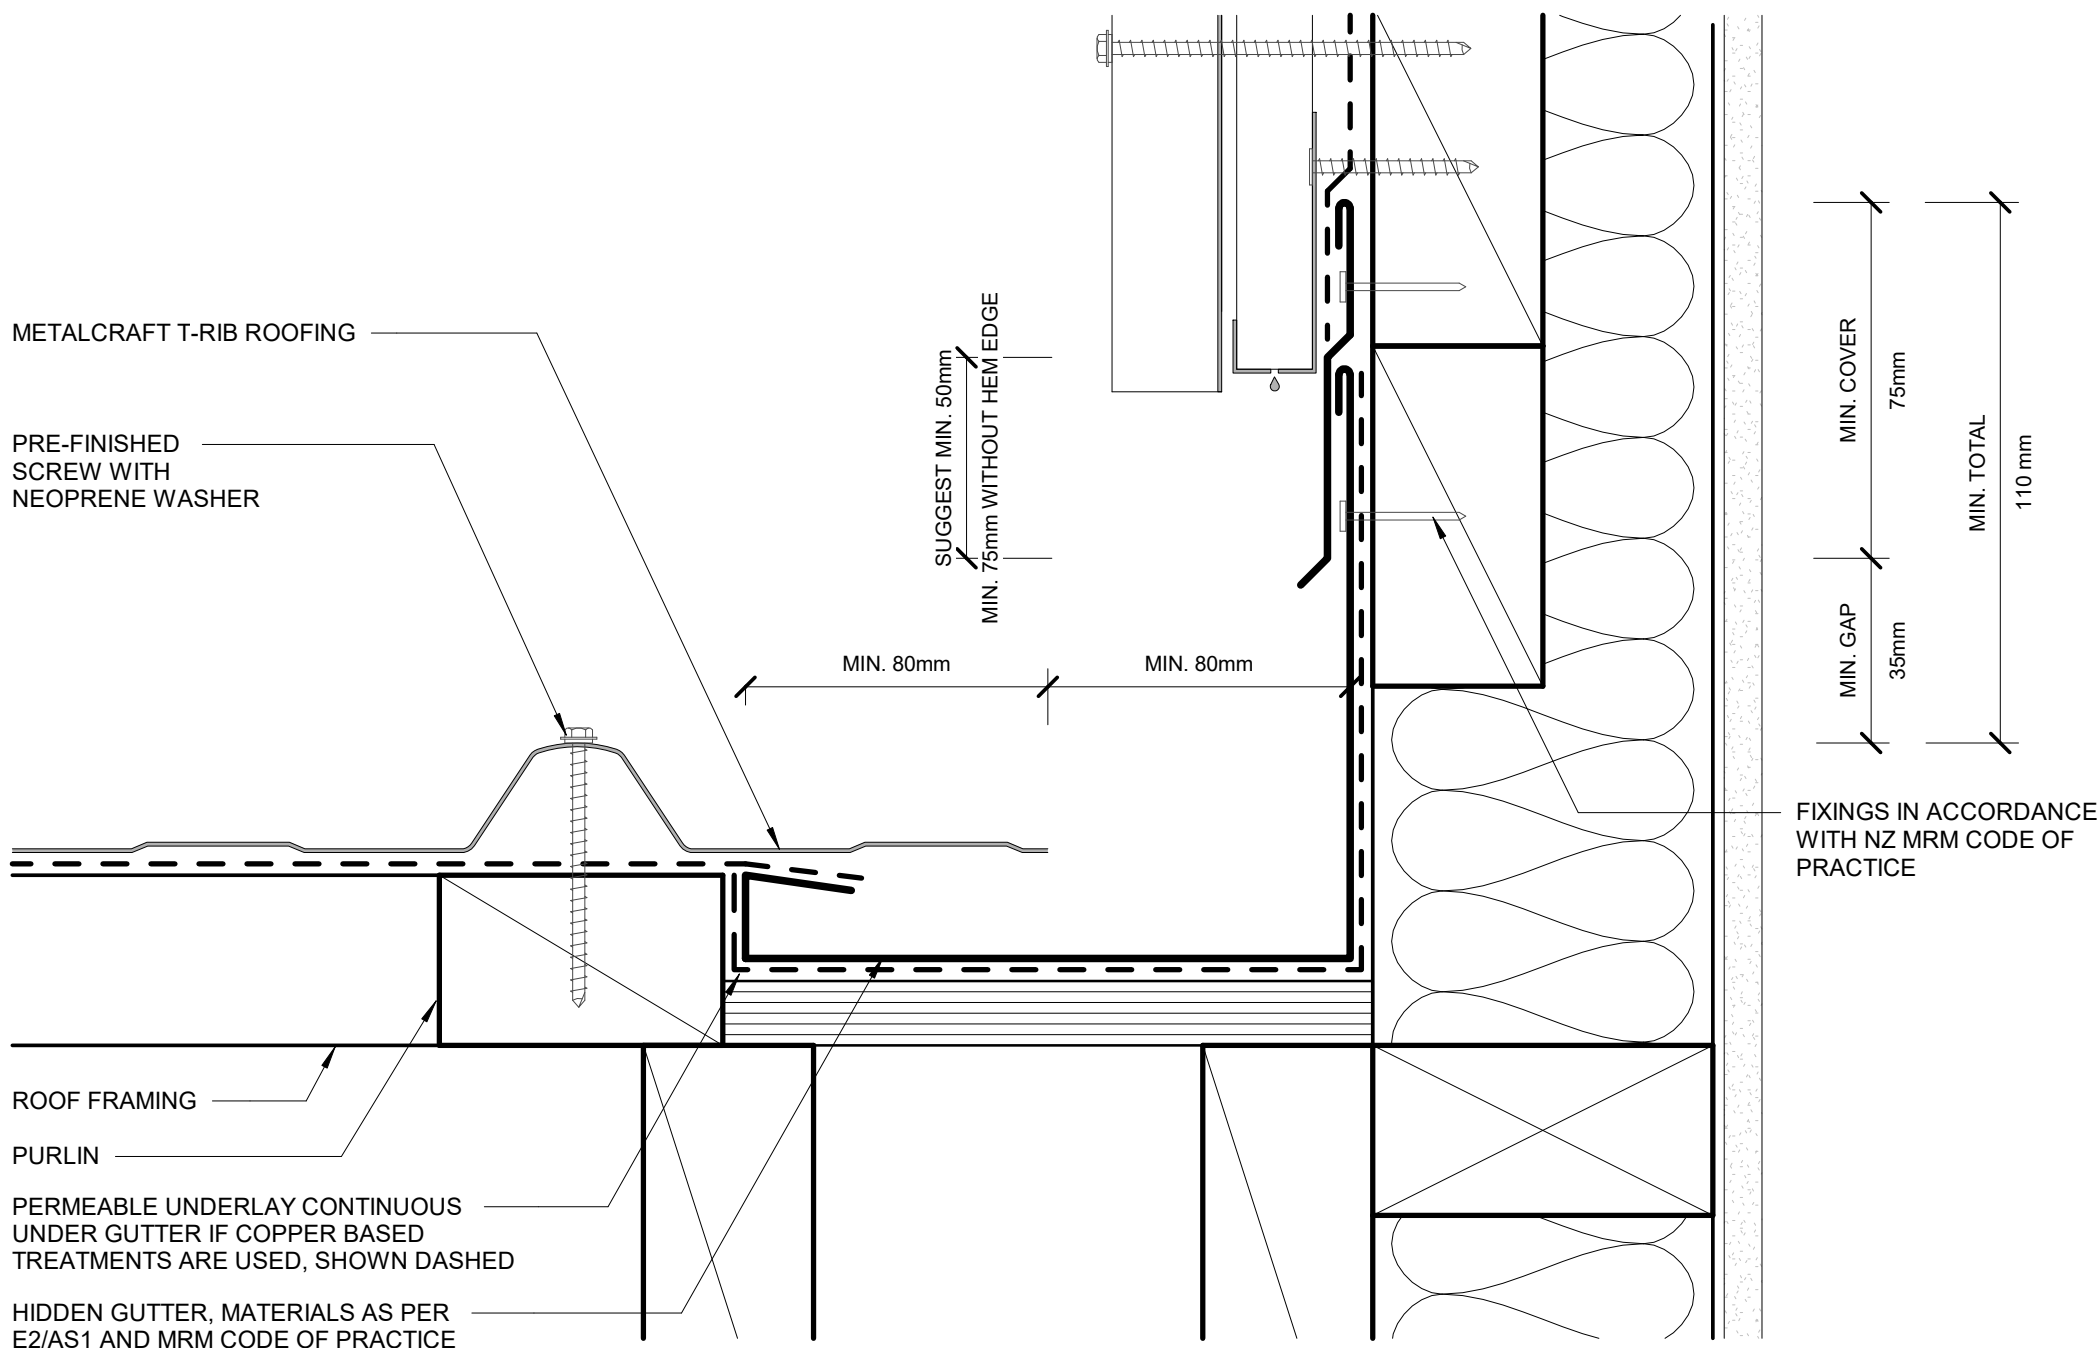 METALCRAFT T-RIB ROOFING
PRE-FINISHED
SCREW WITH
NEOPRENE WASHER
SUGGEST MIN. 50mm
MIN. 75mm WITHOUT HEM EDGE
MIN. 80mm
MIN. 80mm
MIN. COVER
75mm
MIN. GAP
35mm
MIN. TOTAL
110 mm
FIXINGS IN ACCORDANCE
WITH NZ MRM CODE OF
PRACTICE
ROOF FRAMING
PURLIN
PERMEABLE UNDERLAY CONTINUOUS
UNDER GUTTER IF COPPER BASED
TREATMENTS ARE USED, SHOWN DASHED
HIDDEN GUTTER, MATERIALS AS PER
E2/AS1 AND MRM CODE OF PRACTICE